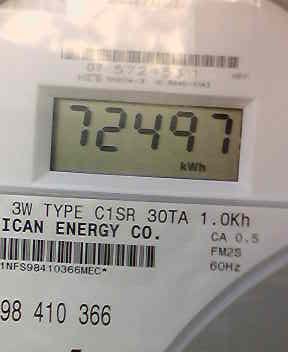 72497
kWh
3W TYPE C1SR 30TA 1.0Kh
ICAN ENERGY CO.
CA 0.5
FM2S
1NFS98410366MEC*
60Hz
98 410 366